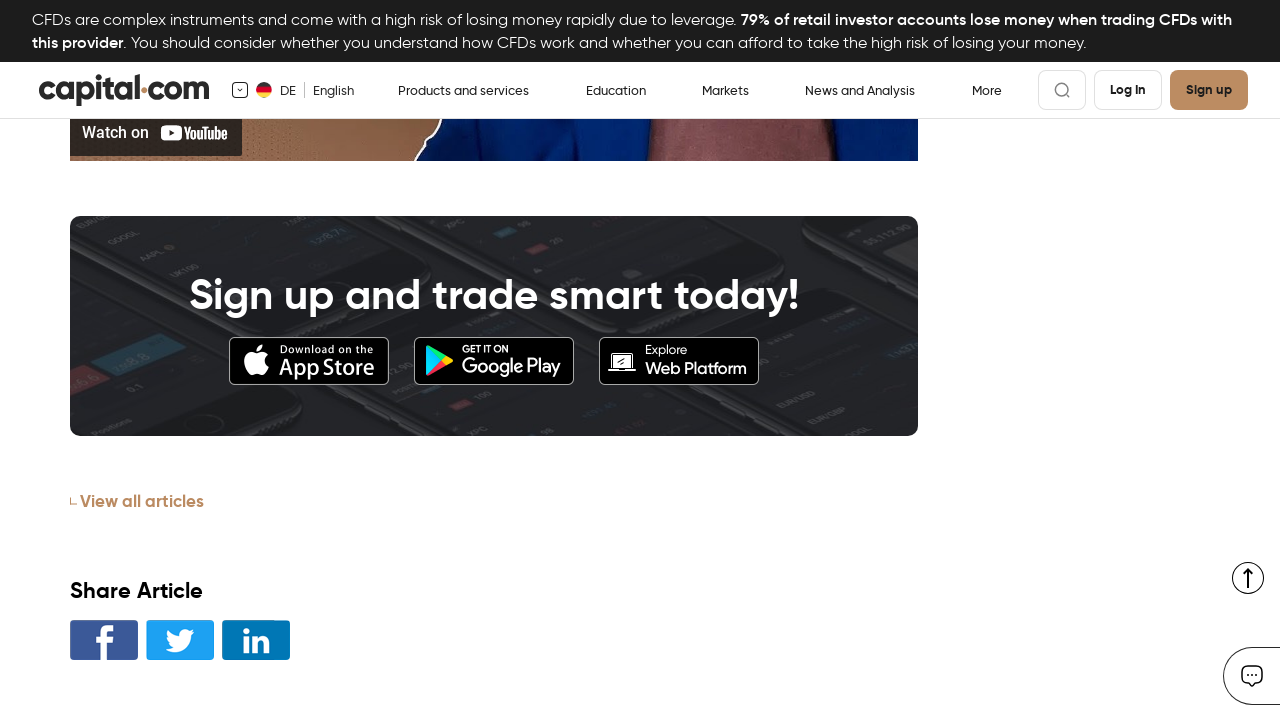 CFDs are complex instruments and come with a high risk of losing money rapidly due to leverage. 79% of retail investor accounts lose money when trading CFDs with
this provider. You should consider whether you understand how CFDs work and whether you can afford to take the high risk of losing your money.
capital.com DE English Products and services Education Markets News and Analysis More Log In Sign up
Watch on YouTube
Sign up and trade smart today!
Download on the
App Store
GET IT ON
Google Play
Explore
Web Platform
View all articles
Share Article